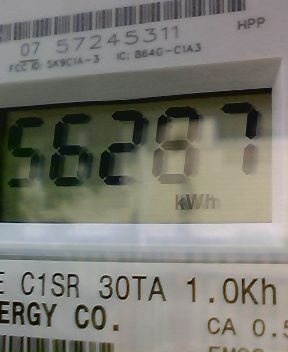 07 57245311
HPP
FCC ID: SK9C1A-3 IC: 864G-C1A3
56287
kWh
E C1SR 30TA 1.0Kh
ERGY CO.
CA 0.5